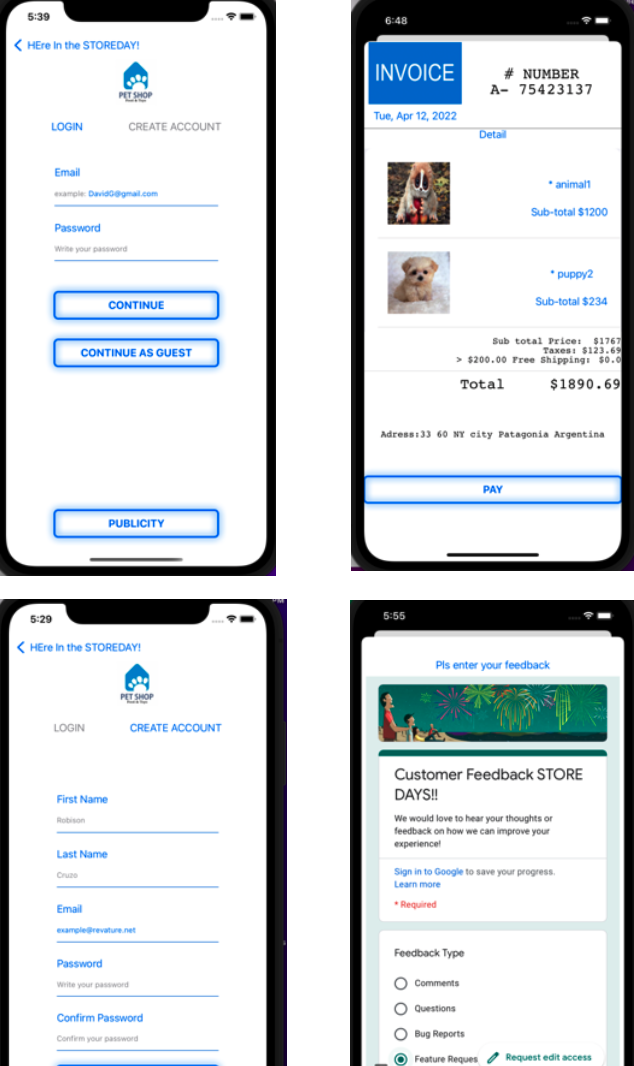 5:39
HEre In the STOREDAY!
PET SHOP
Food & Toys
LOGIN CREATE ACCOUNT
Email
example: DavidG@gmail.com
Password
Write your password
CONTINUE
CONTINUE AS GUEST
PUBLICITY
6:48
INVOICE
# NUMBER
A- 75423137
Tue, Apr 12, 2022
Detail
* animal1
Sub-total $1200
* puppy2
Sub-total $234
Sub total Price: $1767
Taxes: $123.69
> $200.00 Free Shipping: $0.0
Total $1890.69
Adress:33 60 NY city Patagonia Argentina
PAY
5:29
HEre In the STOREDAY!
PET SHOP
Food & Toys
LOGIN CREATE ACCOUNT
First Name
Robison
Last Name
Cruzo
Email
example@revature.net
Password
Write your password
Confirm Password
Confirm your password
5:55
Pls enter your feedback
Customer Feedback STORE
DAYS!!
We would love to hear your thoughts or
feedback on how we can improve your
experience!
Sign in to Google to save your progress.
Learn more
* Required
Feedback Type
Comments
Questions
Bug Reports
Feature Reques
Request edit access